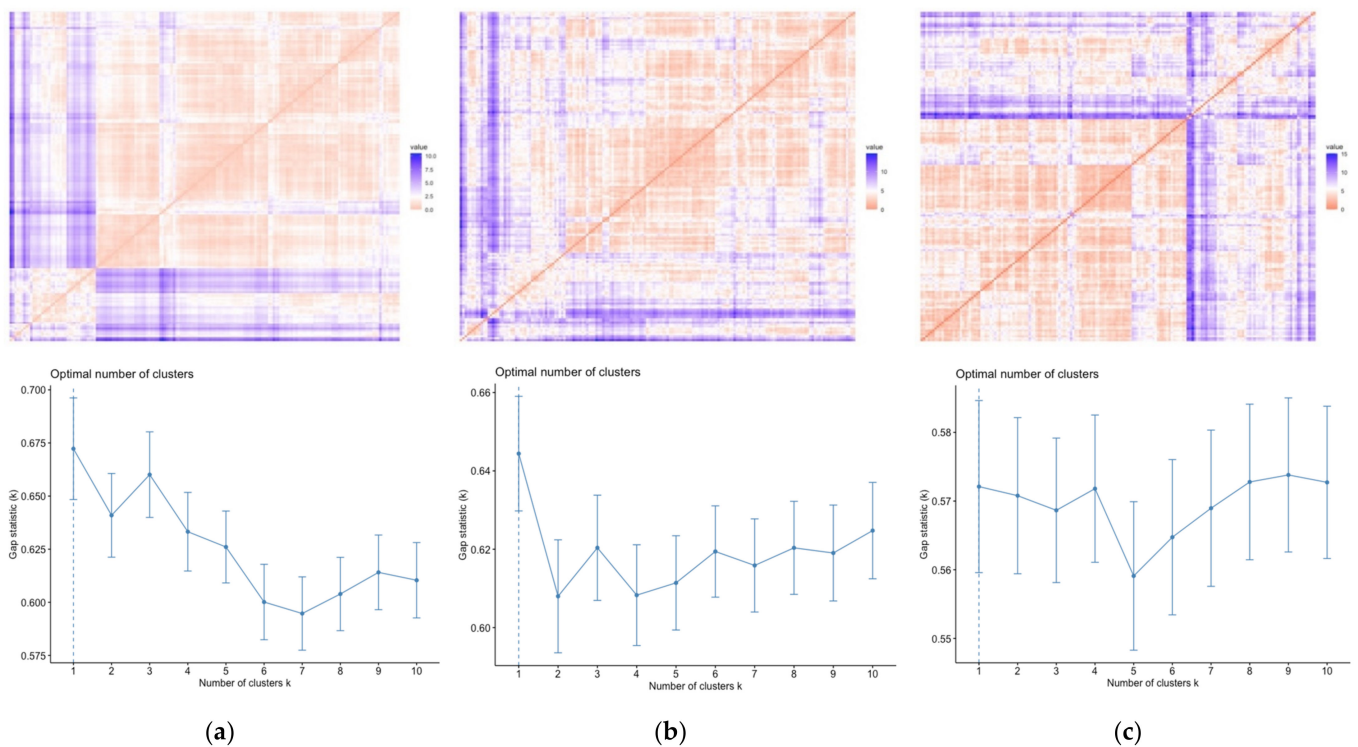 value
10.0
7.5
5.0
2.5
0.0
value
10
5
0
value
15
10
5
0
Optimal number of clusters
Gap statistic (k)
0.700
0.675
0.650
0.625
0.600
0.575
1 2 3 4 5 6 7 8 9 10
Number of clusters k
Optimal number of clusters
Gap statistic (k)
0.66
0.64
0.62
0.60
1 2 3 4 5 6 7 8 9 10
Number of clusters k
Optimal number of clusters
Gap statistic (k)
0.58
0.57
0.56
0.55
1 2 3 4 5 6 7 8 9 10
Number of clusters k
(a)
(b)
(c)